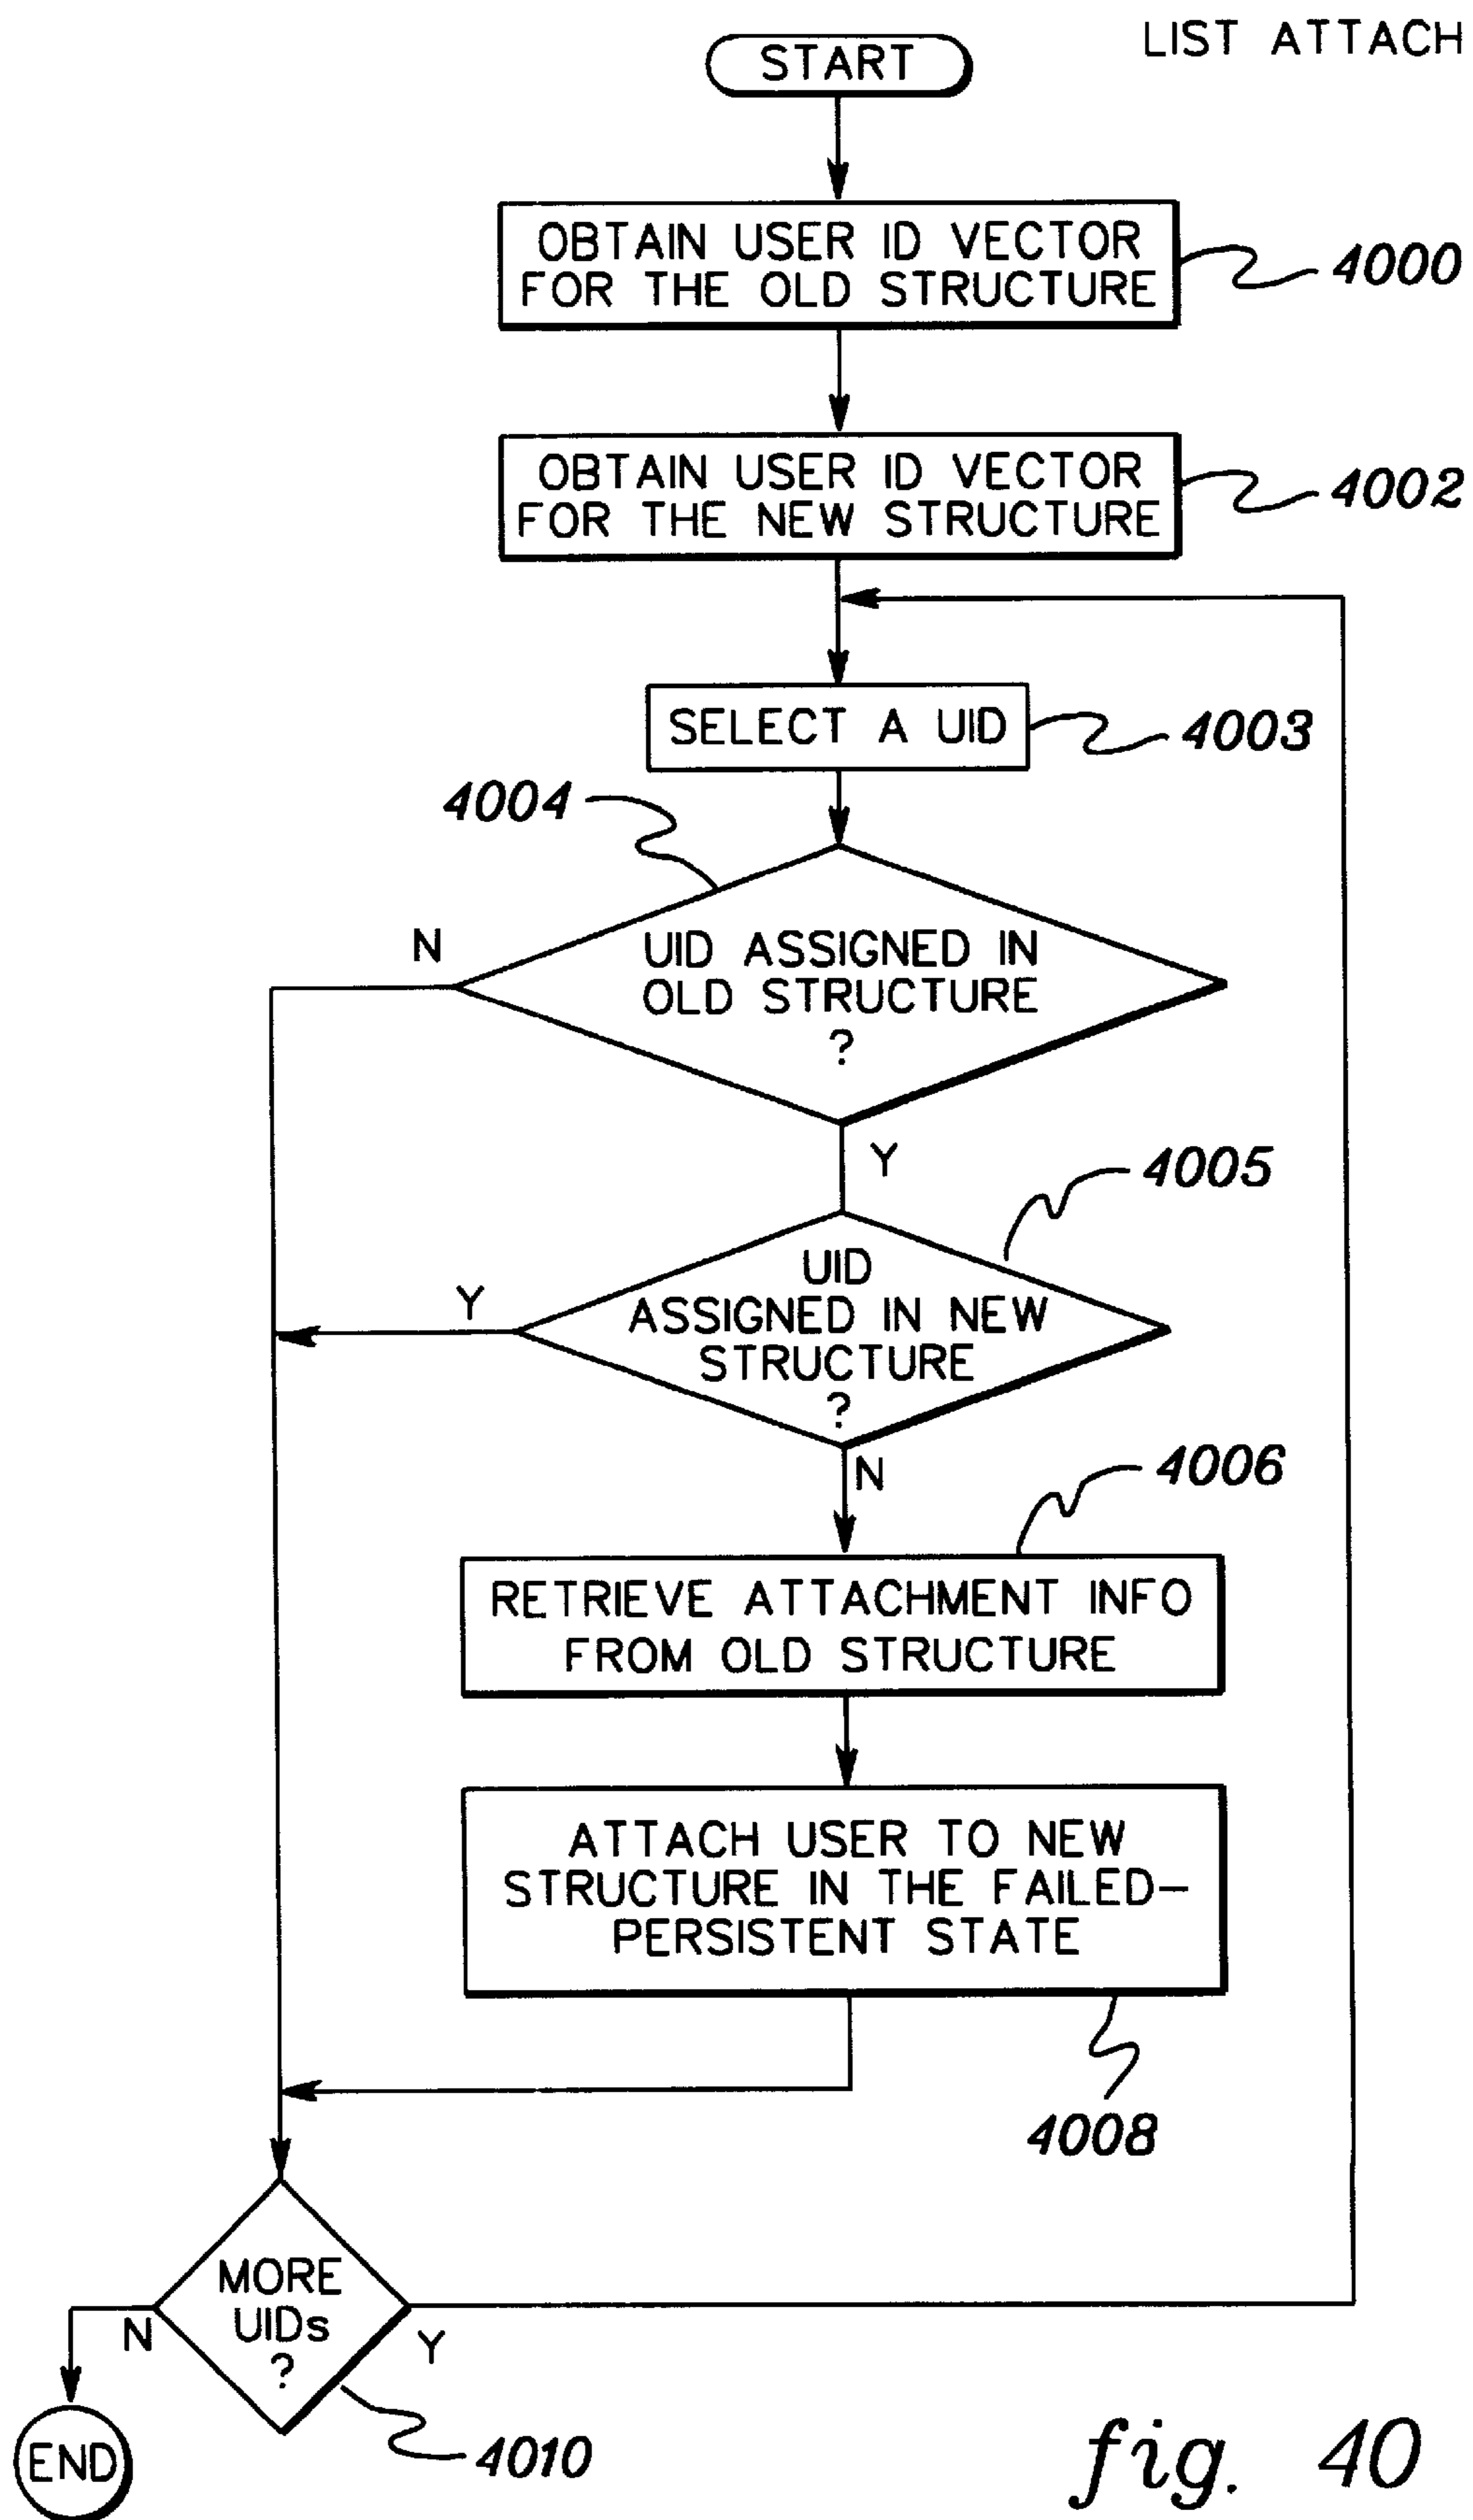 LIST ATTACH
START
OBTAIN USER ID VECTOR
FOR THE OLD STRUCTURE
4000
OBTAIN USER ID VECTOR
FOR THE NEW STRUCTURE
4002
SELECT A UID
4003
4004
N
UID ASSIGNED IN
OLD STRUCTURE
?
Y
4005
UID
ASSIGNED IN NEW
STRUCTURE
?
Y
N
4006
RETRIEVE ATTACHMENT INFO
FROM OLD STRUCTURE
ATTACH USER TO NEW
STRUCTURE IN THE FAILED-
PERSISTENT STATE
4008
MORE
UIDs
?
N
Y
4010
END
fig. 40